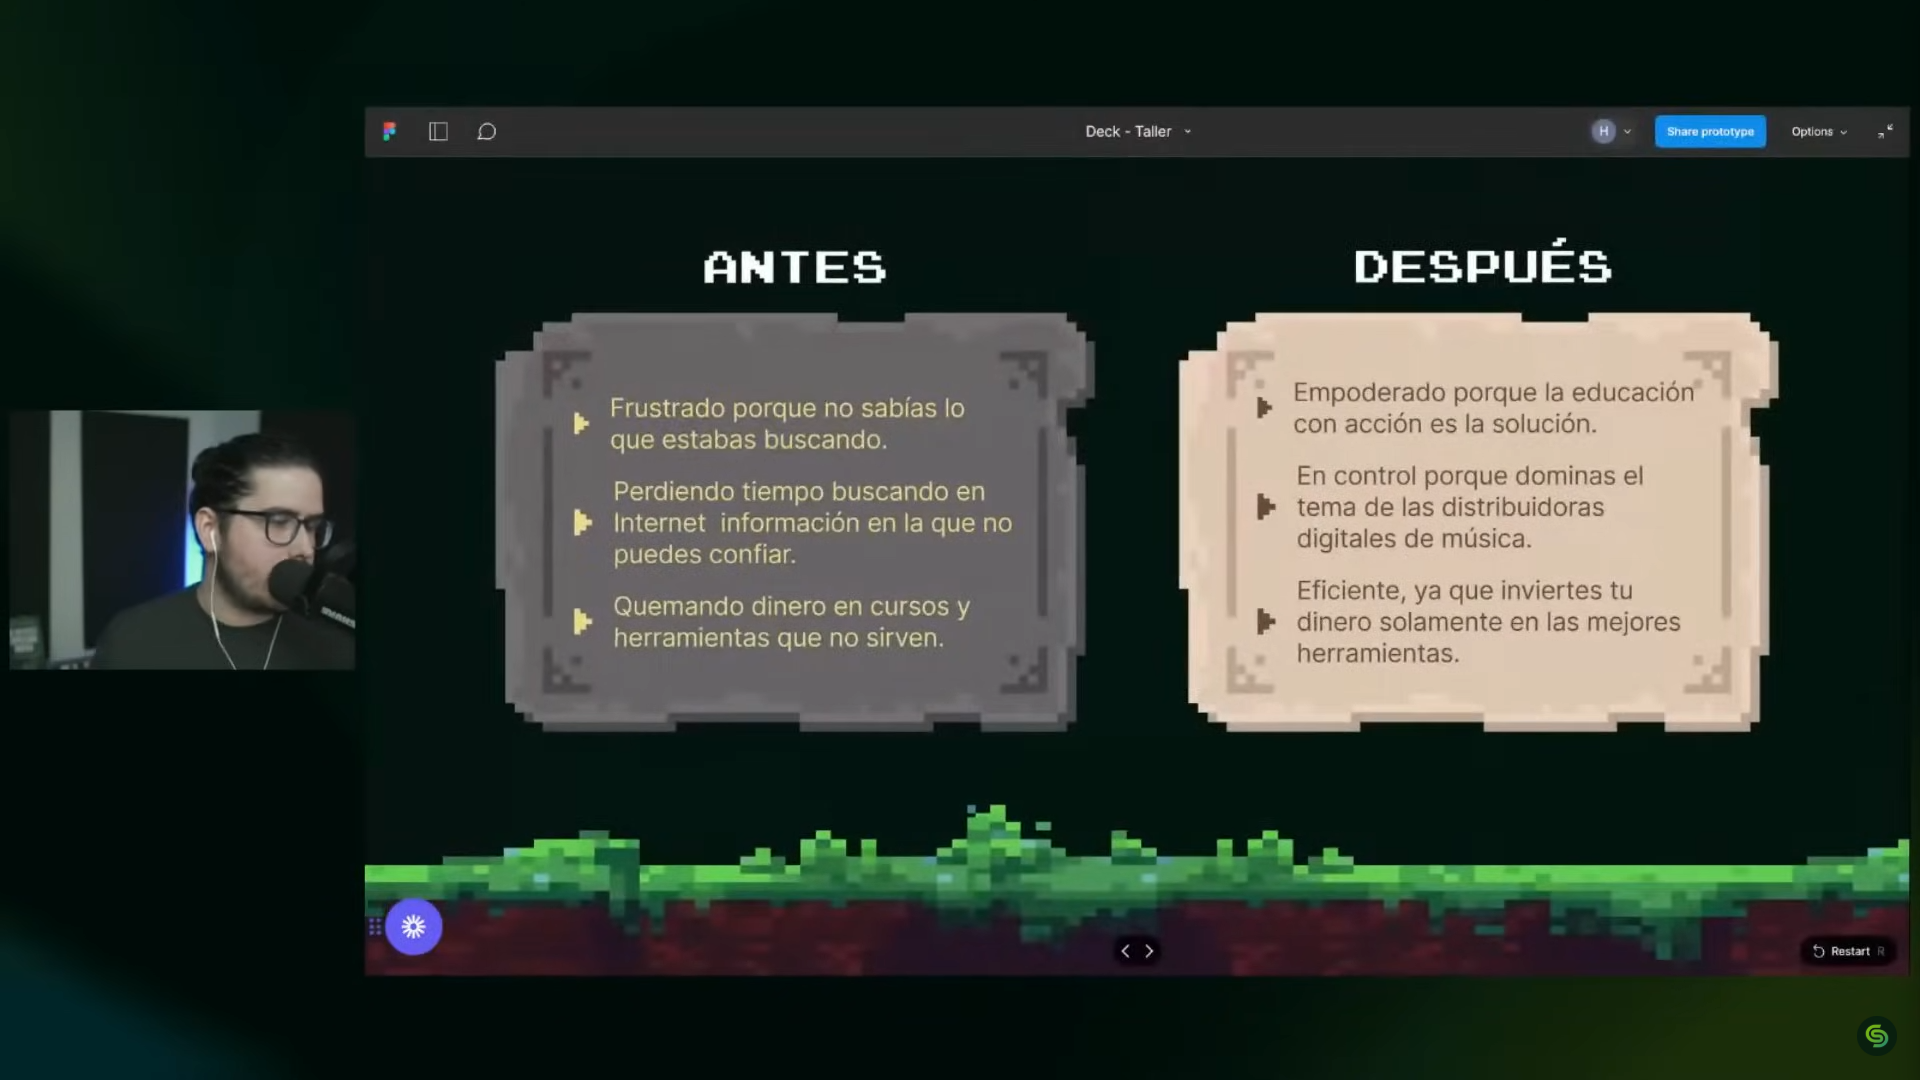 Deck - Taller
H
Share prototype
Options
ANTES
Frustrado porque no sabías lo
que estabas buscando.
Perdiendo tiempo buscando en
Internet  información en la que no
puedes confiar.
Quemando dinero en cursos y
herramientas que no sirven.
DESPUÉS
Empoderado porque la educación
con acción es la solución.
En control porque dominas el
tema de las distribuidoras
digitales de música.
Eficiente, ya que inviertes tu
dinero solamente en las mejores
herramientas.
Restart R